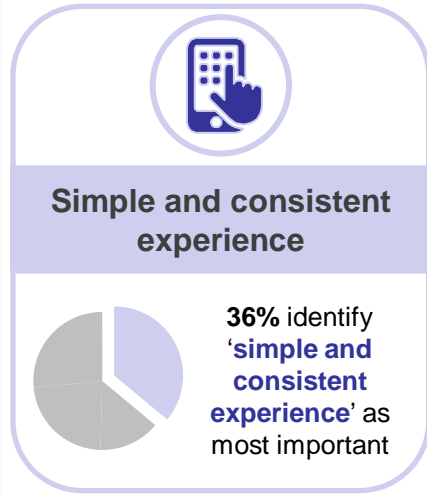 Simple and consistent
experience
36% identify
‘simple and
consistent
experience’ as
most important